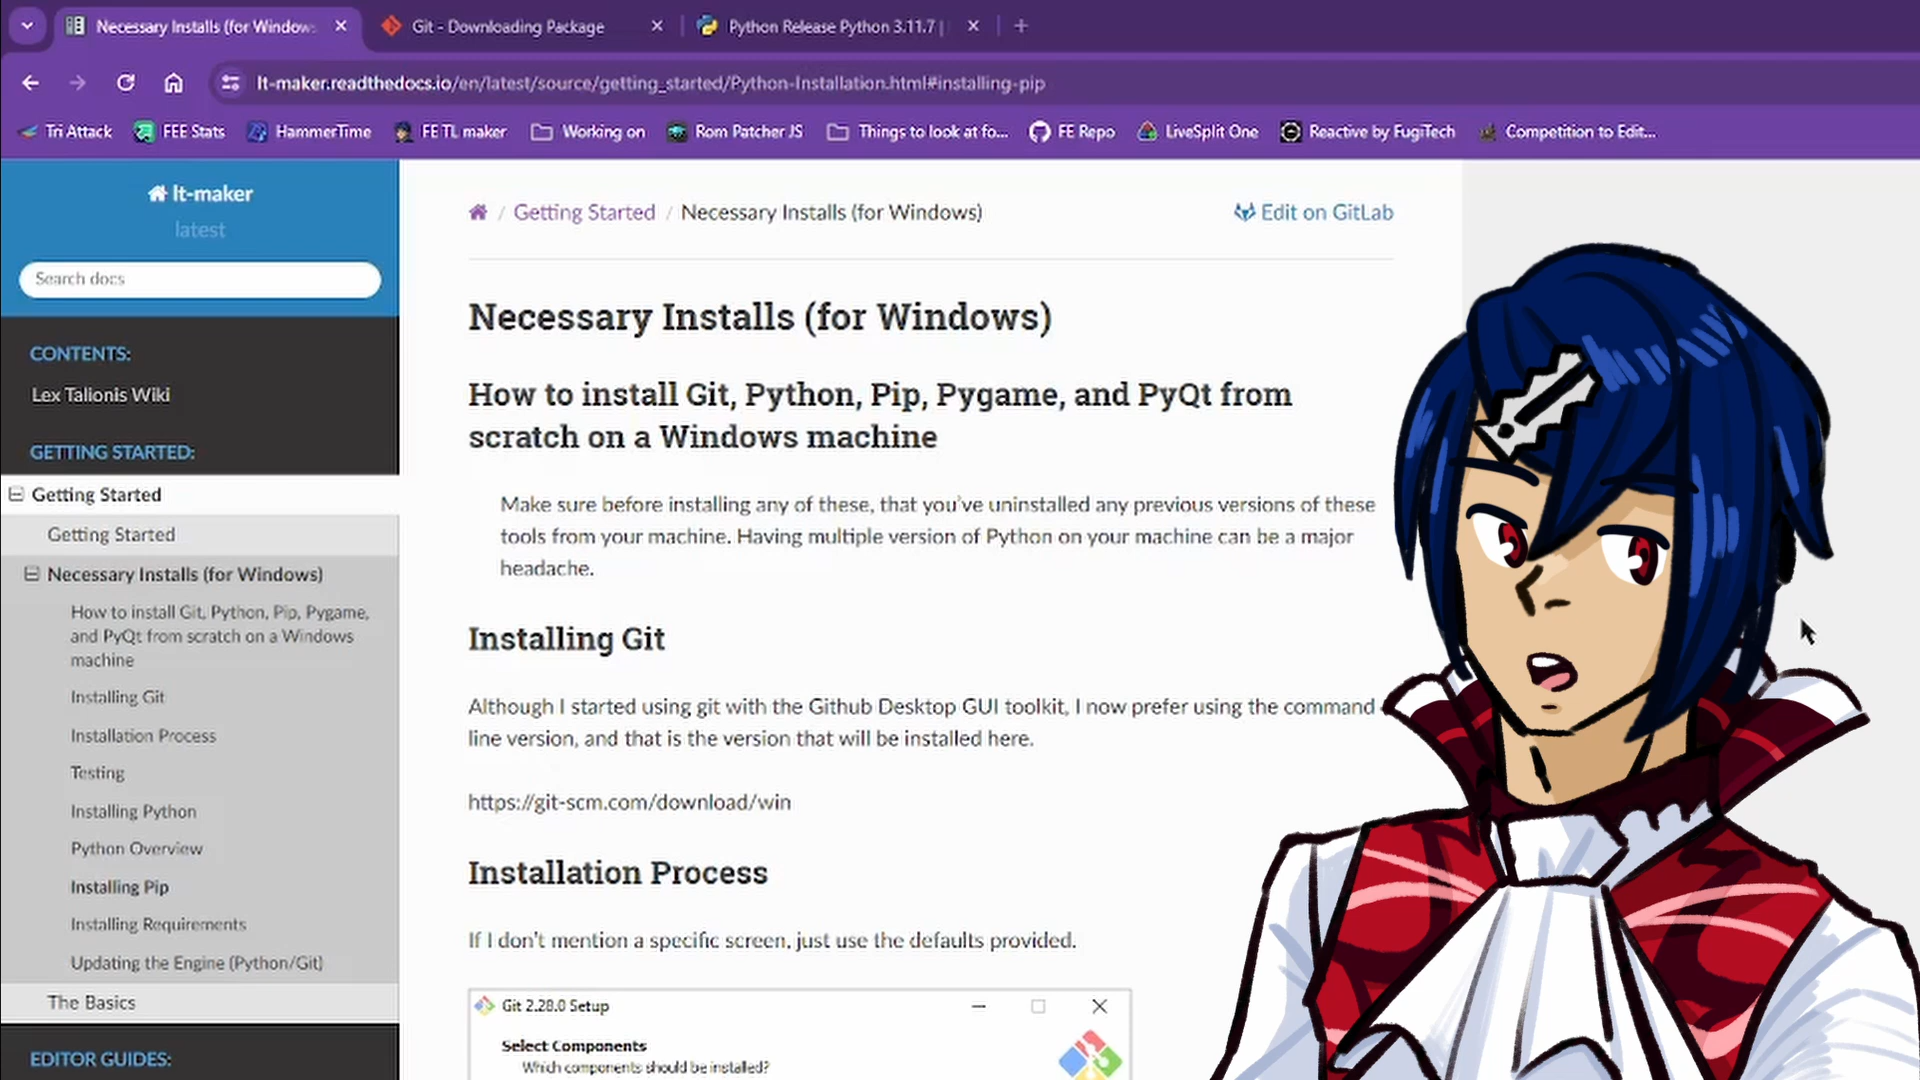 Necessary Installs (for Window
Git - Downloading Package
Python Release Python 3.11.7 |
lt-maker.readthedocs.io/en/latest/source/getting_started/Python-Installation.html#installing-pip
Tri Attack
FEE Stats
HammerTime
FE TL maker
Working on
Rom Patcher JS
Things to look at fo...
FE Repo
LiveSplit One
Reactive by FugiTech
Competition to Edit...
lt-maker
latest
Search docs
CONTENTS:
Lex Talionis Wiki
GETTING STARTED:
Getting Started
Getting Started
Necessary Installs (for Windows)
How to install Git, Python, Pip, Pygame,
and PyQt from scratch on a Windows
machine
Installing Git
Installation Process
Testing
Installing Python
Python Overview
Installing Pip
Installing Requirements
Updating the Engine (Python/Git)
The Basics
EDITOR GUIDES:
/ Getting Started / Necessary Installs (for Windows)
Edit on GitLab
Necessary Installs (for Windows)
How to install Git, Python, Pip, Pygame, and PyQt from
scratch on a Windows machine
Make sure before installing any of these, that you've uninstalled any previous versions of these
tools from your machine. Having multiple version of Python on your machine can be a major
headache.
Installing Git
Although I started using git with the Github Desktop GUI toolkit, I now prefer using the command
line version, and that is the version that will be installed here.
https://git-scm.com/download/win
Installation Process
If I don't mention a specific screen, just use the defaults provided.
Git 2.28.0 Setup
Select Components
Which components should be installed?